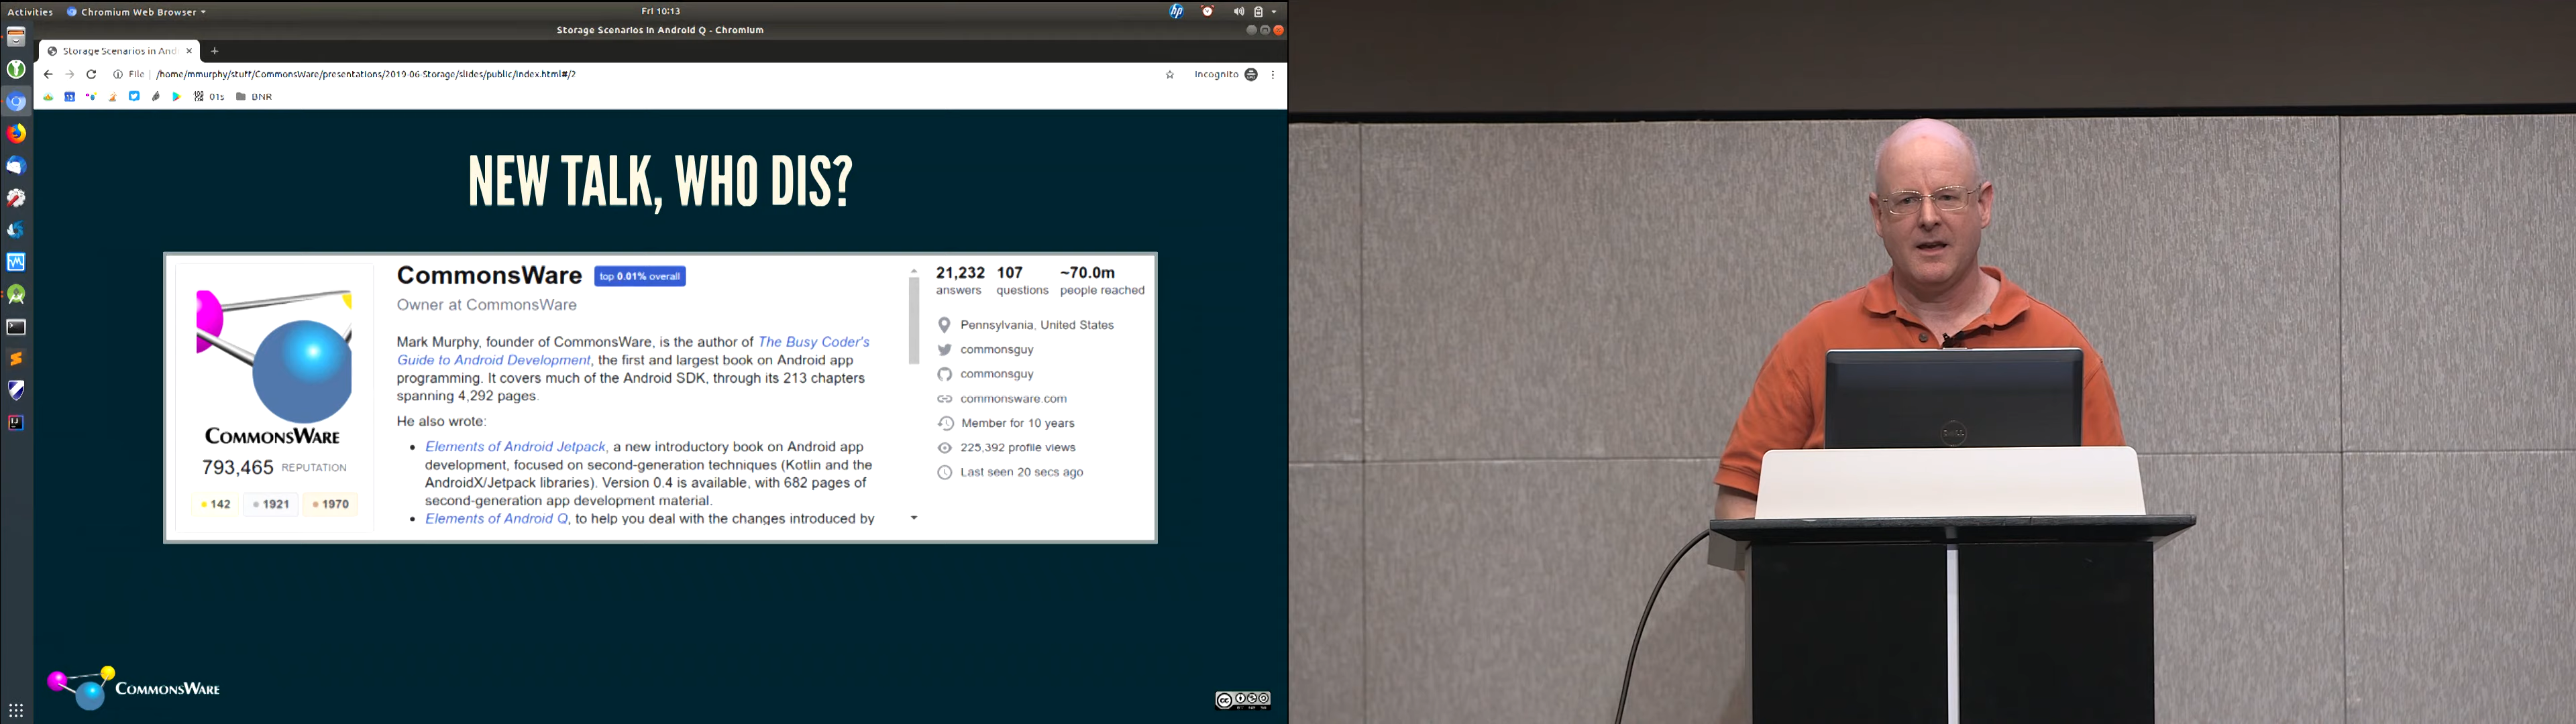 Activities
Chromium Web Browser
Fri 10:13
hp
Storage Scenarios in Android Q - Chromium
Storage Scenarios in And
File
/home/mmurphy/stuff/CommonsWare/presentations/2019-06-Storage/slides/public/index.html#/2
Incognito
01s
BNR
NEW TALK, WHO DIS?
CommonsWare
top 0.01% overall
Owner at CommonsWare
Mark Murphy, founder of CommonsWare, is the author of The Busy Coder's
Guide to Android Development, the first and largest book on Android app
programming. It covers much of the Android SDK, through its 213 chapters
spanning 4,292 pages.
He also wrote:
• Elements of Android Jetpack, a new introductory book on Android app
development, focused on second-generation techniques (Kotlin and the
AndroidX/Jetpack libraries). Version 0.4 is available, with 682 pages of
second-generation app development material.
• Elements of Android Q, to help you deal with the changes introduced by
COMMONSWARE
793,465 REPUTATION
142 1921 1970
21,232 107 ~70.0m
answers questions people reached
Pennsylvania, United States
commonsguy
commonsguy
commonsware.com
Member for 10 years
225,392 profile views
Last seen 20 secs ago
COMMONSWARE
cc
DELL